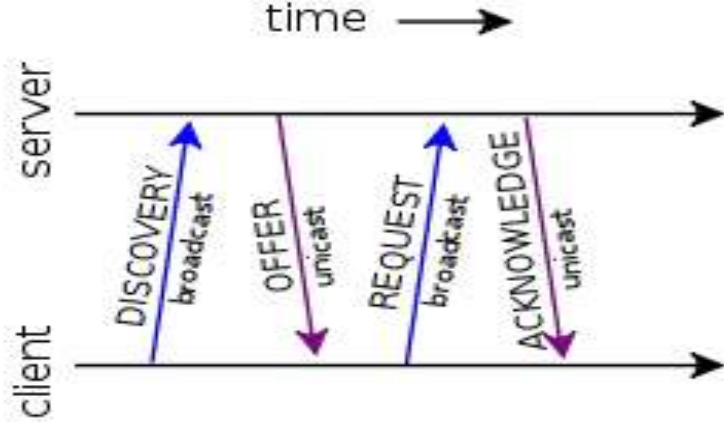 time
server
DISCOVERY
broadcast
OFFER
unicast
REQUEST
broadcast
ACKNOWLEDGE
unicast
client